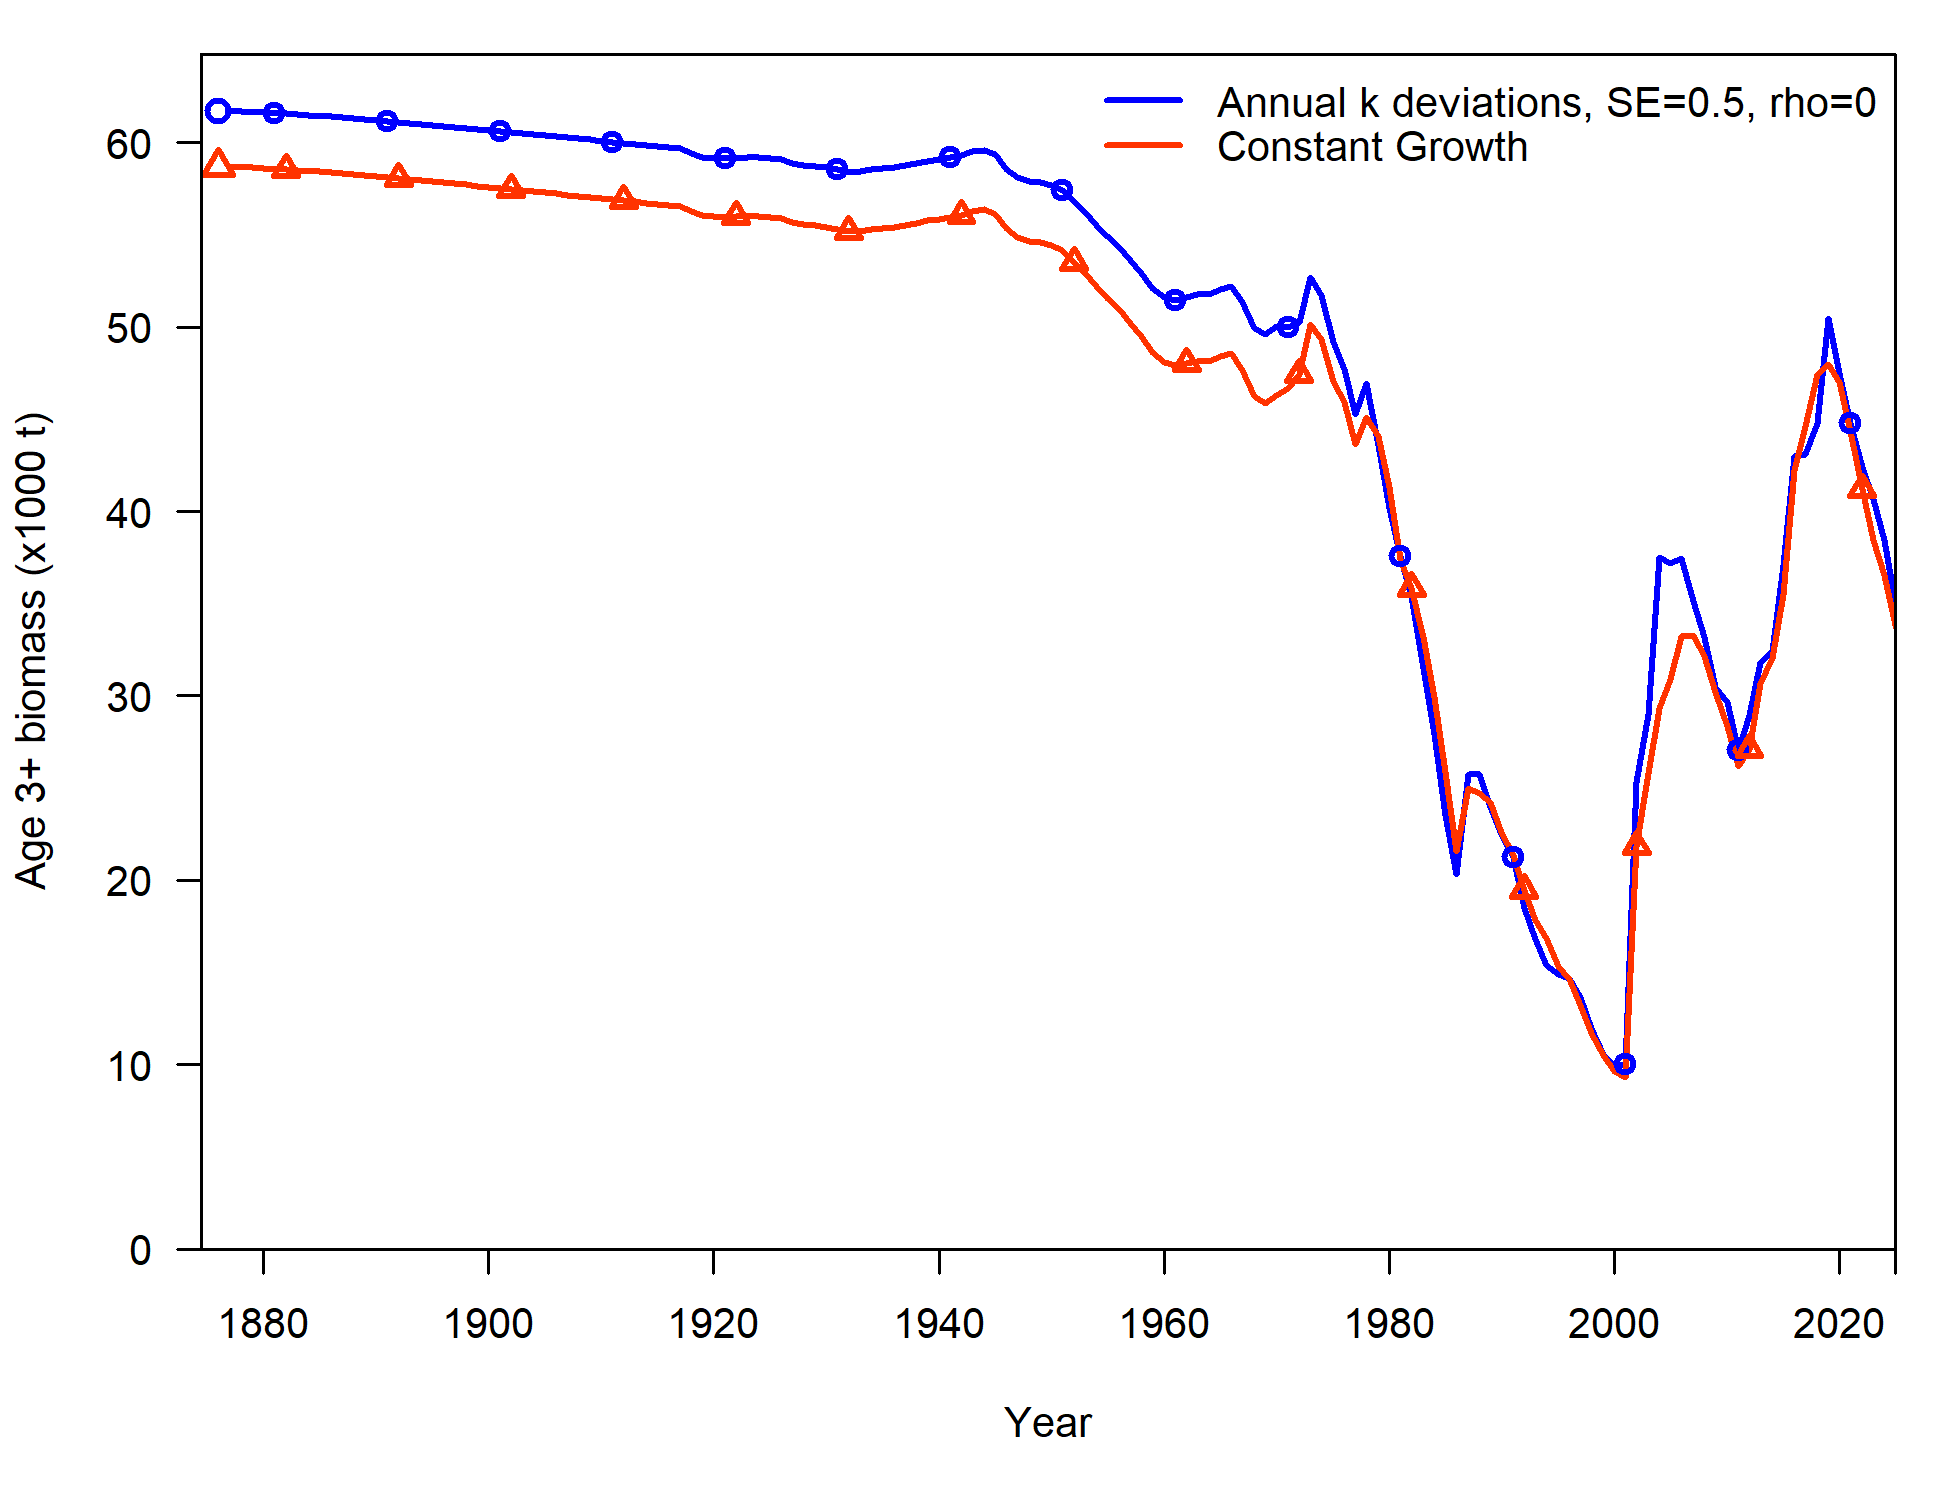 Annual k deviations, SE=0.5, rho=0
Constant Growth
Age 3+ biomass (x1000 t)
60
50
40
30
20
10
0
1880 1900 1920 1940 1960 1980 2000 2020
Year